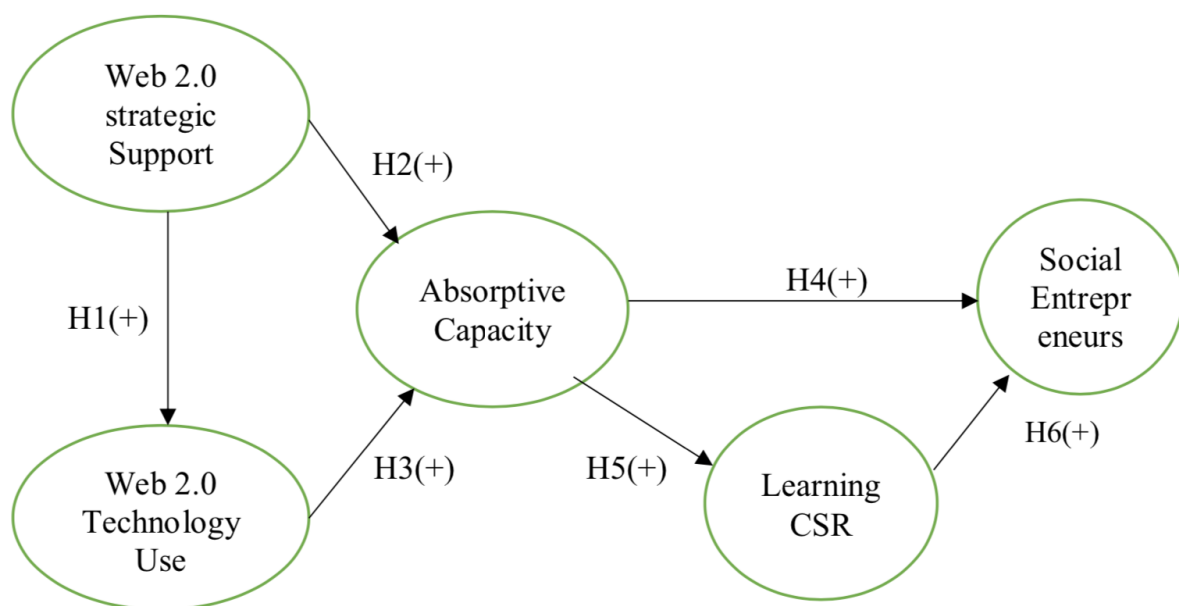 Web 2.0
strategic
Support
H2(+)
H1(+)
Absorptive
Capacity
H4(+)
Social
Entrepr
eneurs
Web 2.0
Technology
Use
H3(+)
H5(+)
Learning
CSR
H6(+)